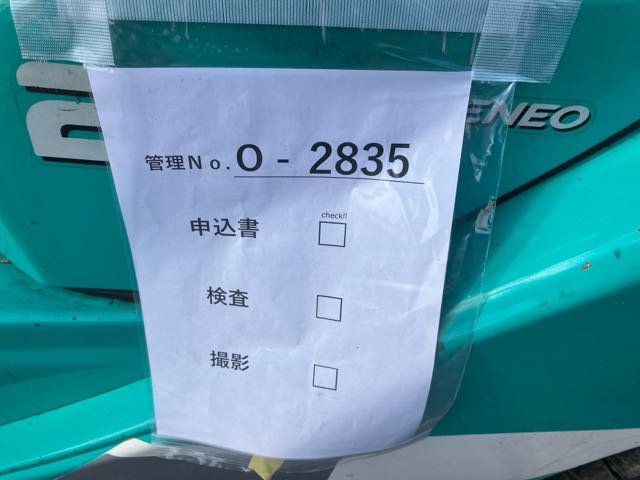 ENEO
管理No. O - 2835
check!!
申込書 □
検査 □
撮影 □